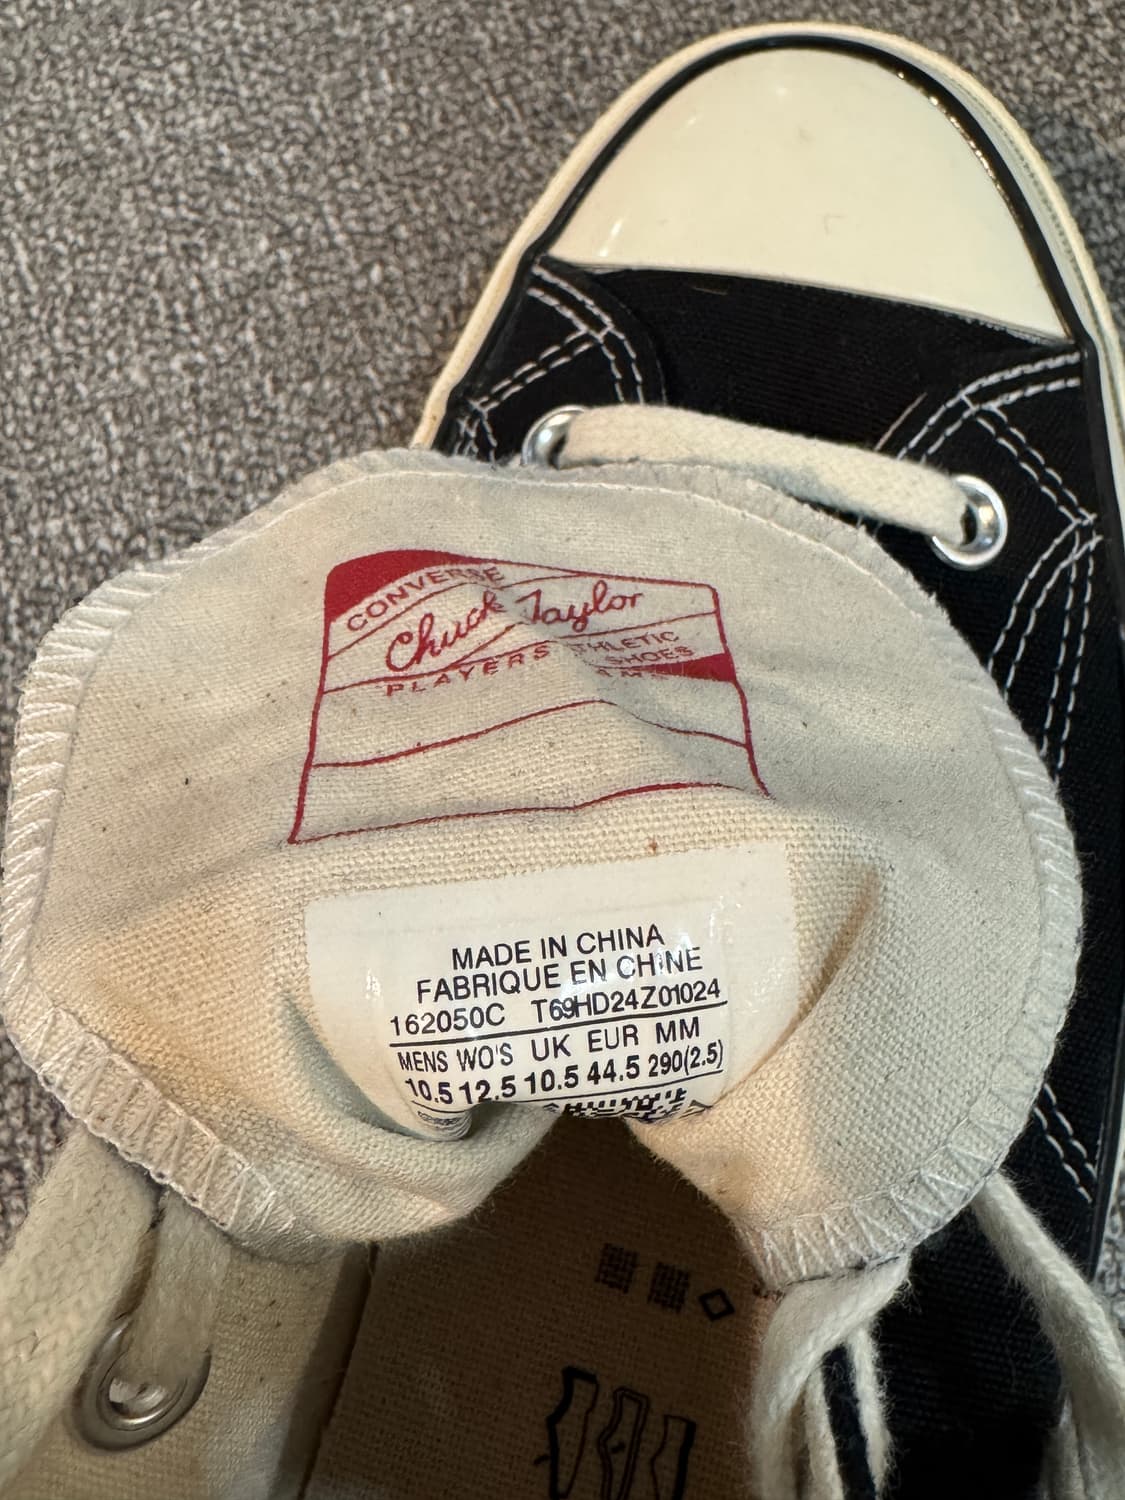 CONVERSE
Chuck Taylor
ATHLETIC
SHOES
PLAYERS
MADE IN CHINA
FABRIQUE EN CHINE
162050C T69HD24Z01024
MENS WO'S UK EUR MM
10.5 12.5 10.5 44.5 290(2.5)